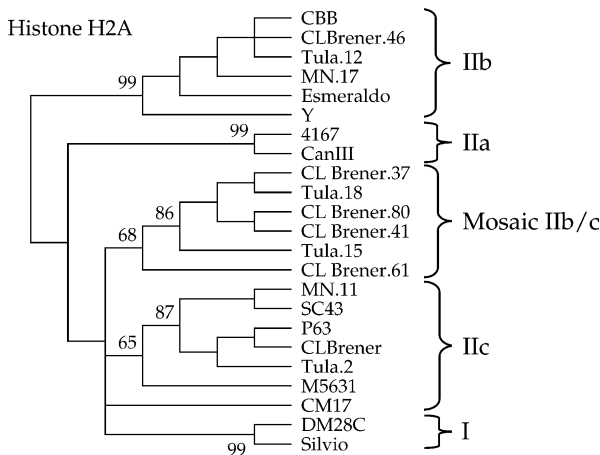 Histone H2A
CBB
CLBrener.46
Tula.12
MN.17
Esmeraldo
Y
99
IIb
4167
CanIII
99
IIa
CL Brener.37
Tula.18
CL Brener.80
CL Brener.41
Tula.15
CL Brener.61
86
68
Mosaic IIb/c
MN.11
SC43
P63
CLBrener
Tula.2
M5631
CM17
87
65
IIc
DM28C
Silvio
99
I